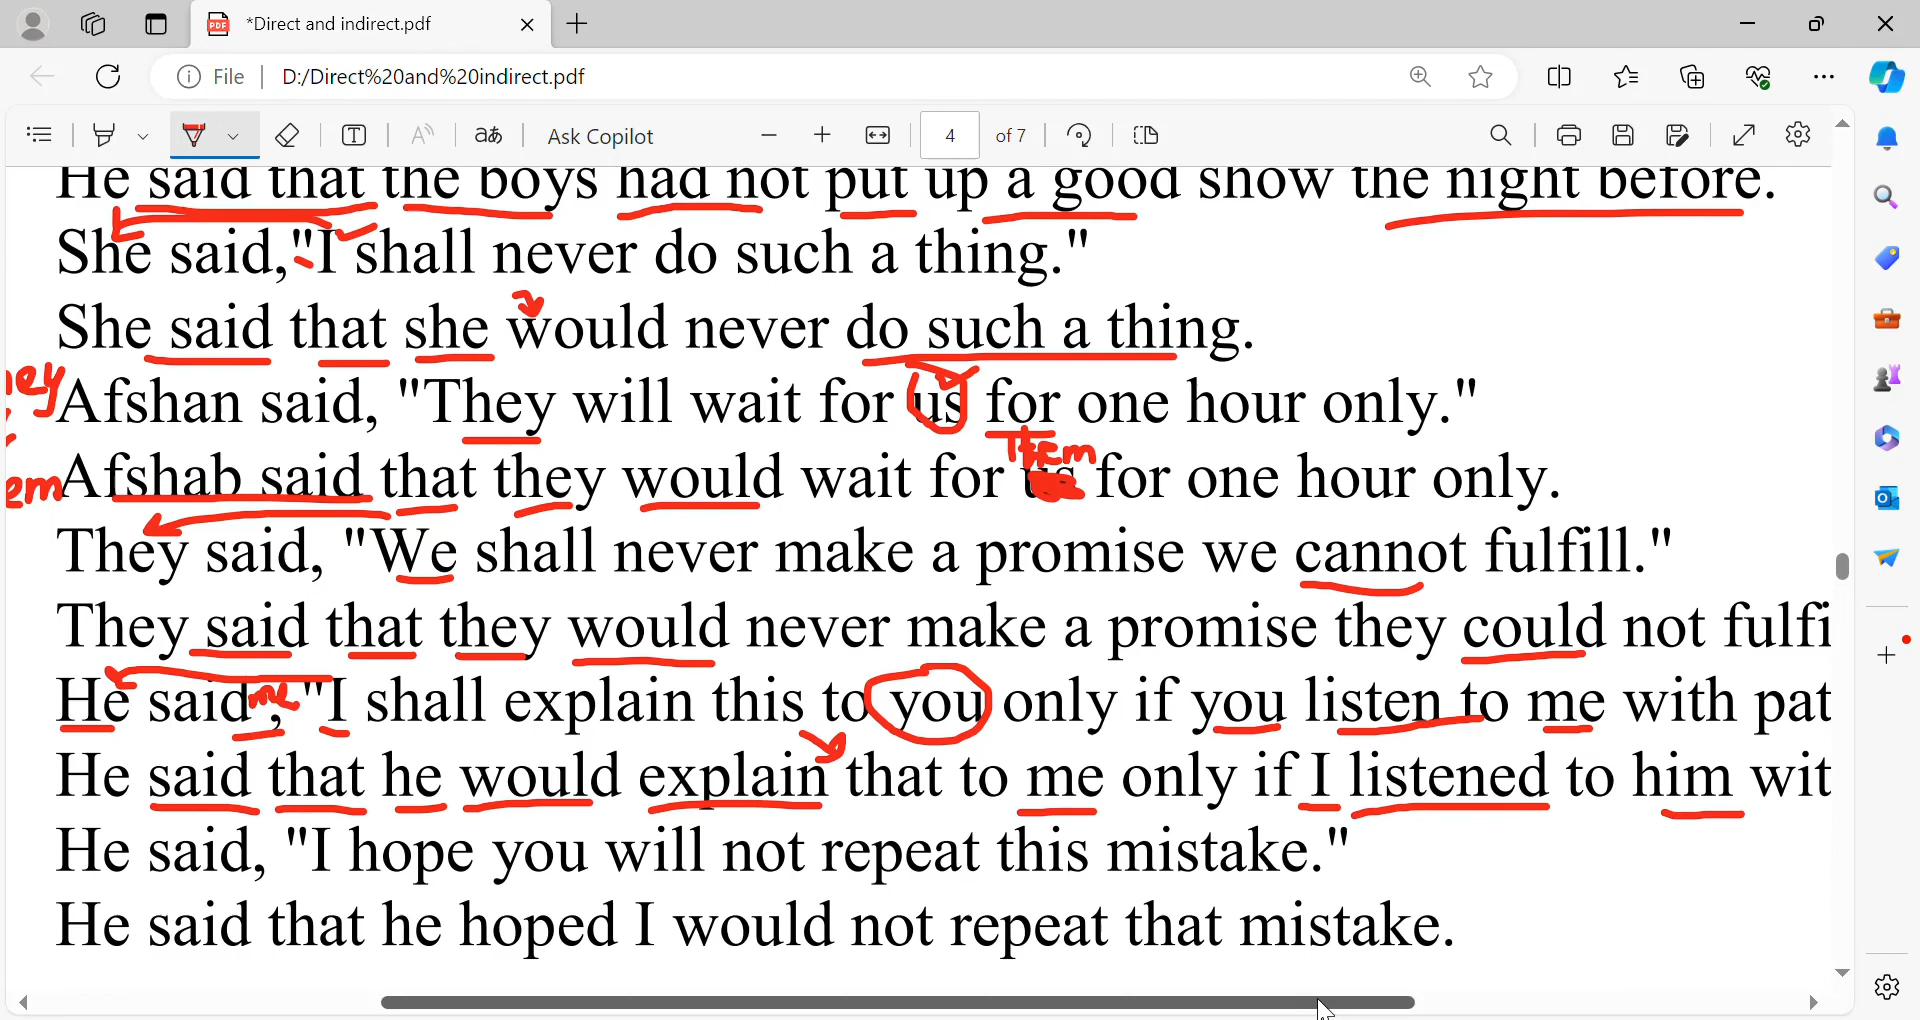 *Direct and indirect.pdf
File D:/Direct%20and%20indirect.pdf
aあ Ask Copilot 4 of 7
He said that the boys had not put up a good show the night before.
She said,"I shall never do such a thing."
She said that she would never do such a thing.
ey
Afshan said, "They will wait for us for one hour only."
Them
em
Afshab said that they would wait for us for one hour only.
They said, "We shall never make a promise we cannot fulfill."
They said that they would never make a promise they could not fulfi
me
He said, "I shall explain this to you only if you listen to me with pat
He said that he would explain that to me only if I listened to him wit
He said, "I hope you will not repeat this mistake."
He said that he hoped I would not repeat that mistake.